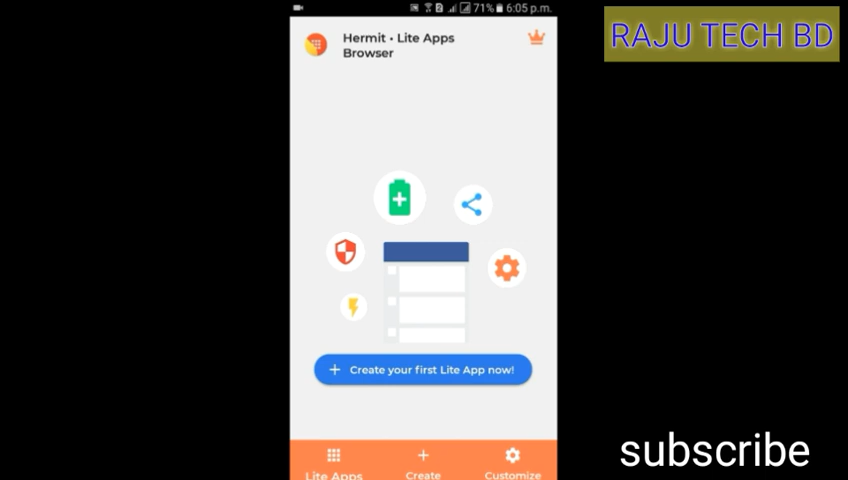 71% 6:05 p.m.
RAJU TECH BD
Hermit • Lite Apps
Browser
+ Create your first Lite App now!
Lite Apps
Create
Customize
subscribe